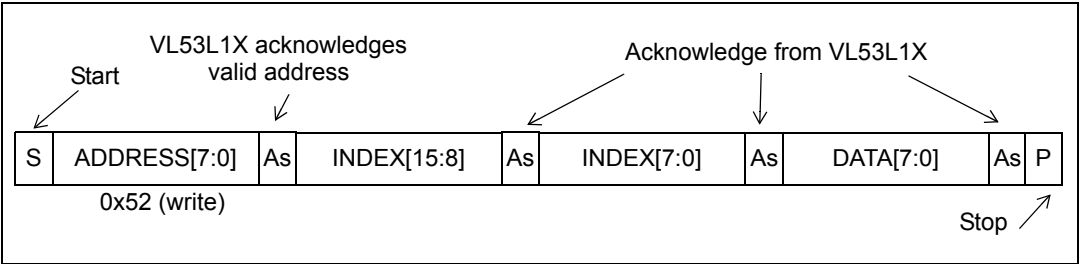 VL53L1X acknowledges
valid address
Acknowledge from VL53L1X
Start
S ADDRESS[7:0] As INDEX[15:8] As INDEX[7:0] As DATA[7:0] As P
0x52 (write)
Stop